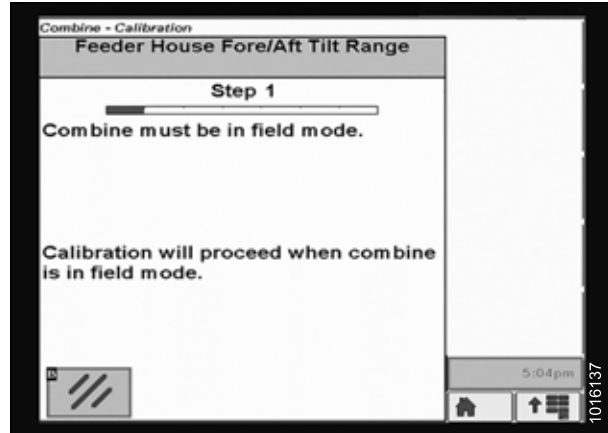 Combine - Calibration
Feeder House Fore/Aft Tilt Range
Step 1
Combine must be in field mode.
Calibration will proceed when combine
is in field mode.
5:04pm
1016137